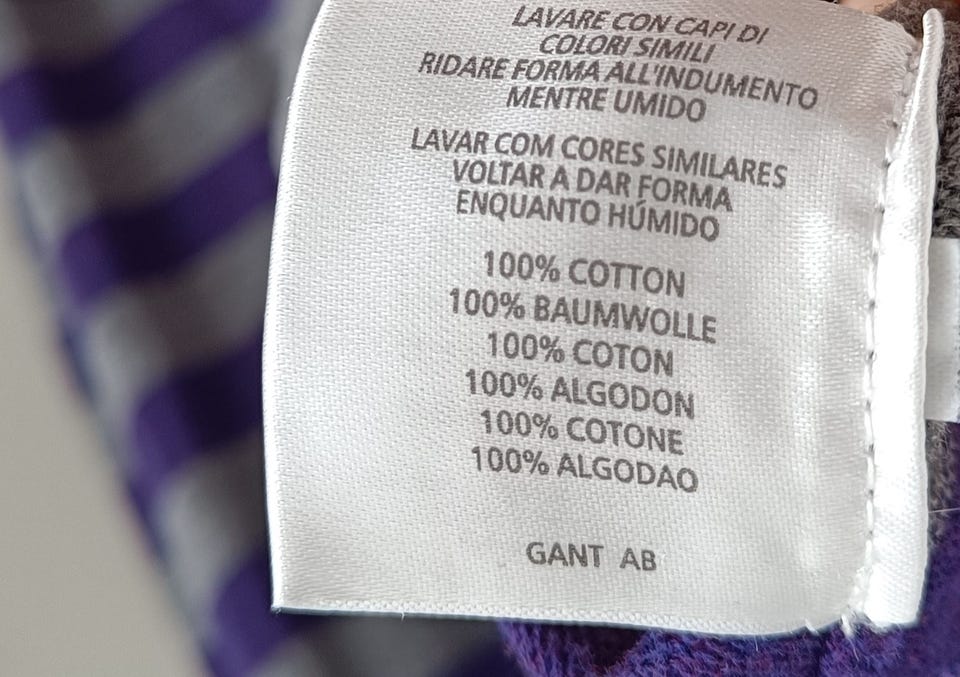 LAVARE CON CAPI DI
COLORI SIMILI
RIDARE FORMA ALL'INDUMENTO
MENTRE UMIDO
LAVAR COM CORES SIMILARES
VOLTAR A DAR FORMA
ENQUANTO HÚMIDO
100% COTTON
100% BAUMWOLLE
100% COTON
100% ALGODON
100% COTONE
100% ALGODAO
GANT AB